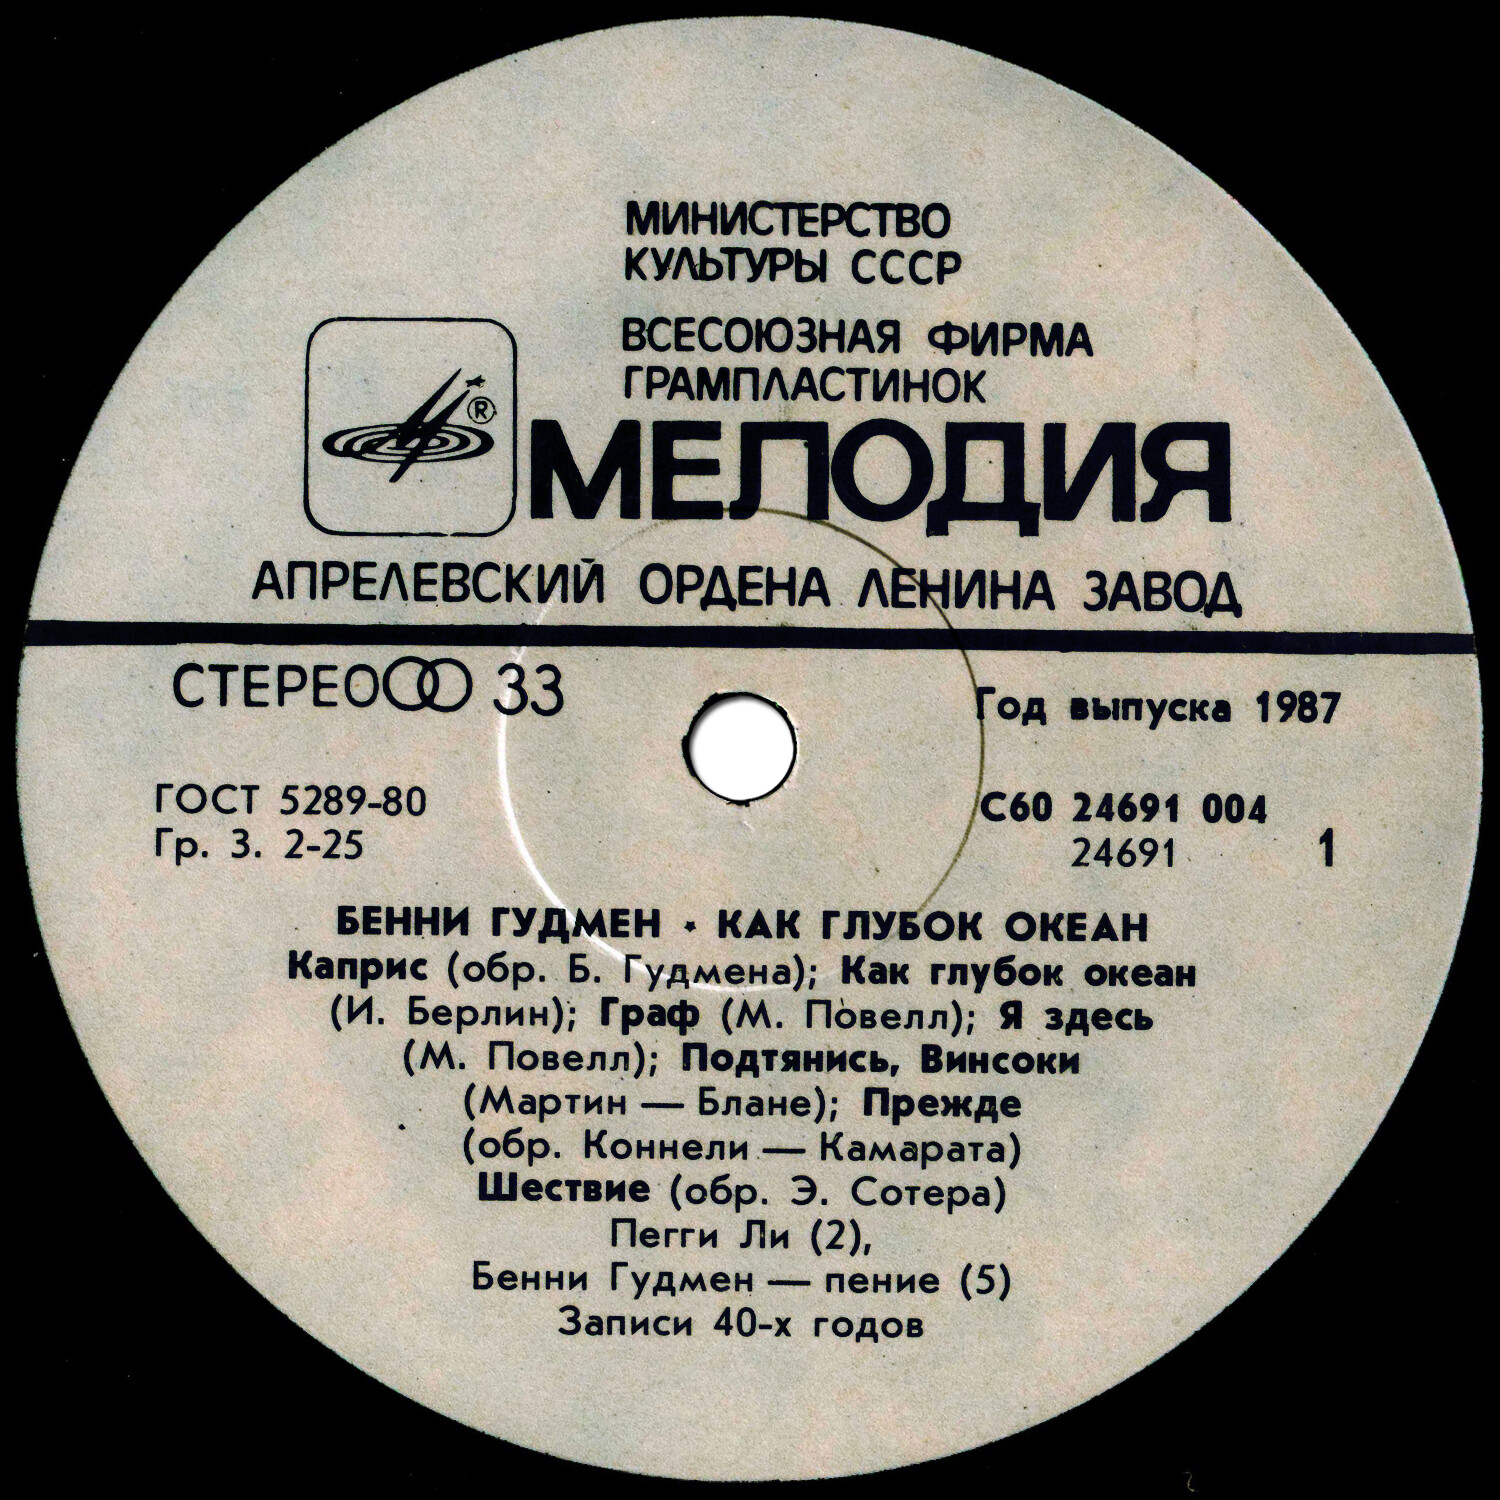 МИНИСТЕРСТВО
КУЛЬТУРЫ СССР
ВСЕСОЮЗНАЯ ФИРМА
ГРАМПЛАСТИНОК
®
МЕЛОДИЯ
АПРЕЛЕВСКИЙ ОРДЕНА ЛЕНИНА ЗАВОД
СТЕРЕО 33
Год выпуска 1987
ГОСТ 5289-80
Гр. 3. 2-25
С60 24691 004
24691 1
БЕННИ ГУДМЕН · КАК ГЛУБОК ОКЕАН
Каприс (обр. Б. Гудмена); Как глубок океан
(И. Берлин); Граф (М. Повелл); Я здесь
(М. Повелл); Подтянись, Винсоки
(Мартин — Блане); Прежде
(обр. Коннели — Камарата)
Шествие (обр. Э. Сотера)
Пегги Ли (2),
Бенни Гудмен — пение (5)
Записи 40-х годов